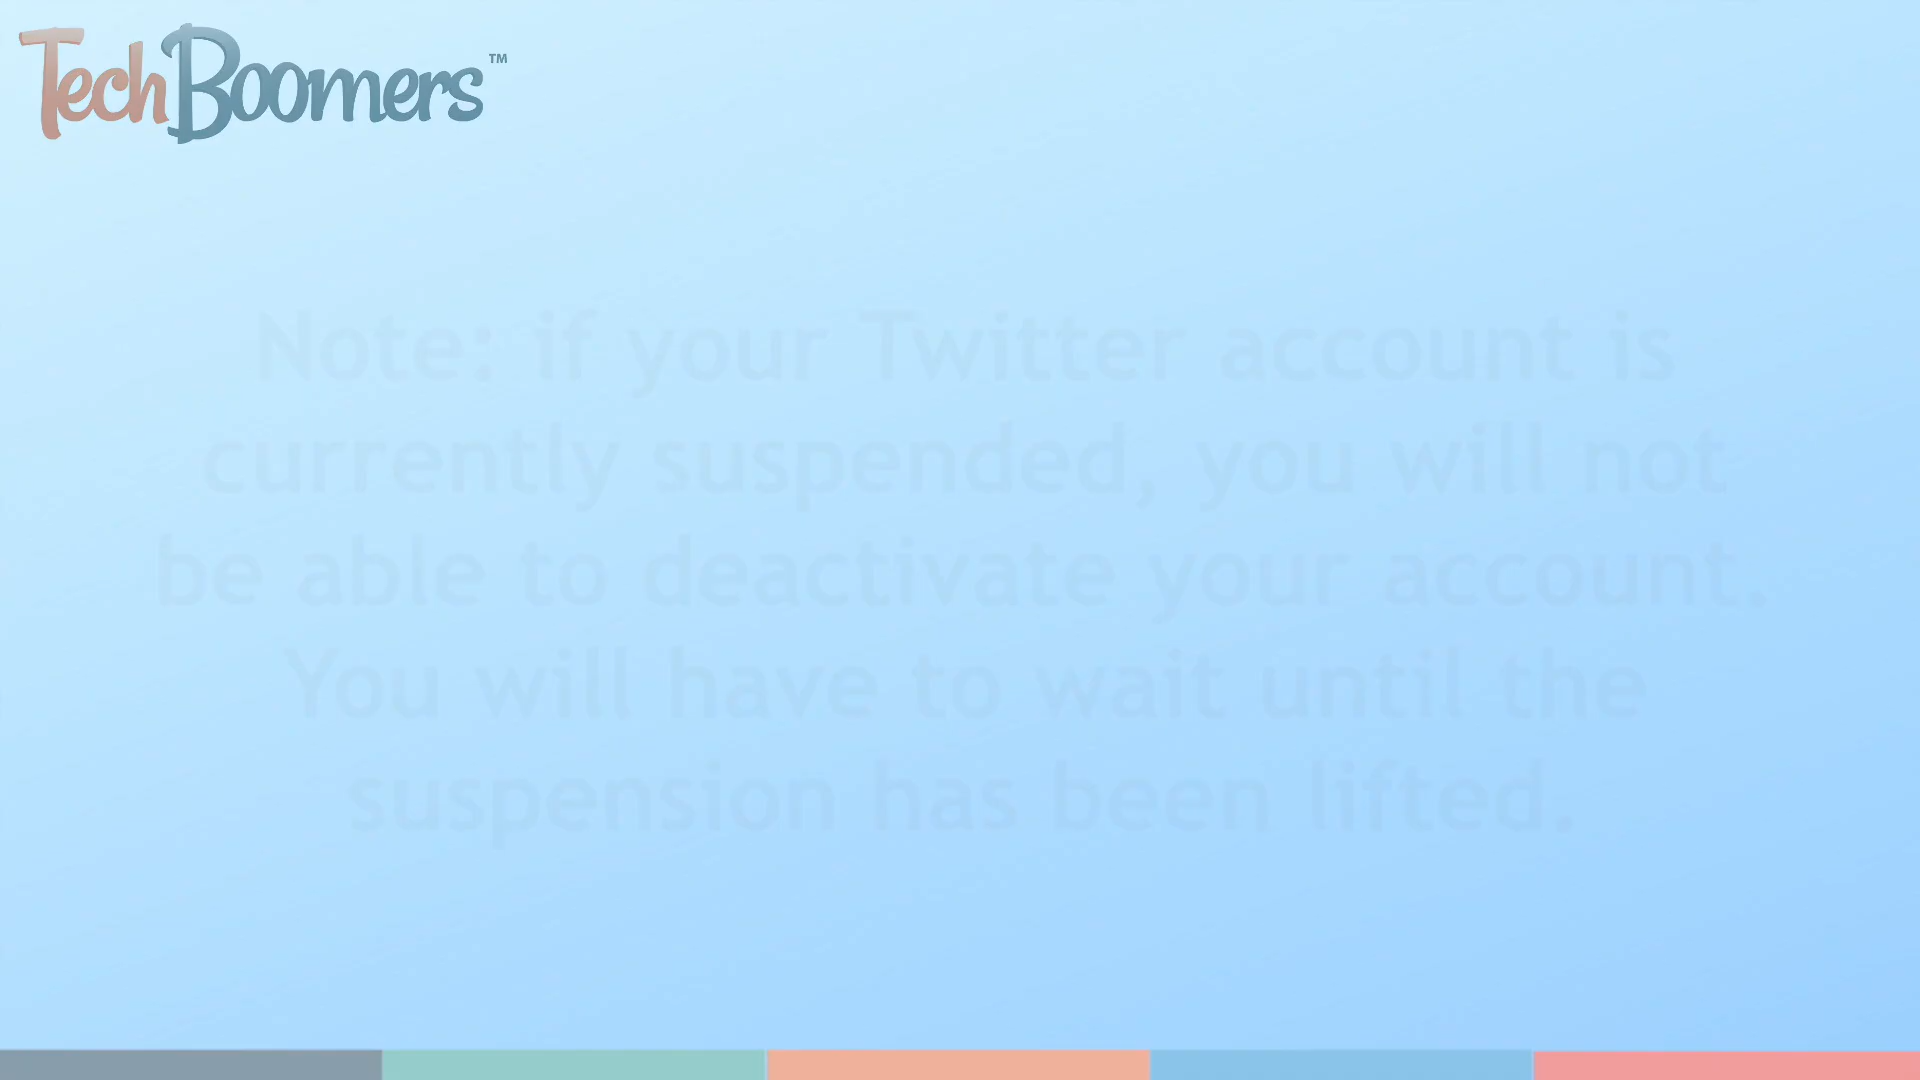 TechBoomers™
Note: if your Twitter account is
currently suspended, you will not
be able to deactivate your account.
You will have to wait until the
suspension has been lifted.